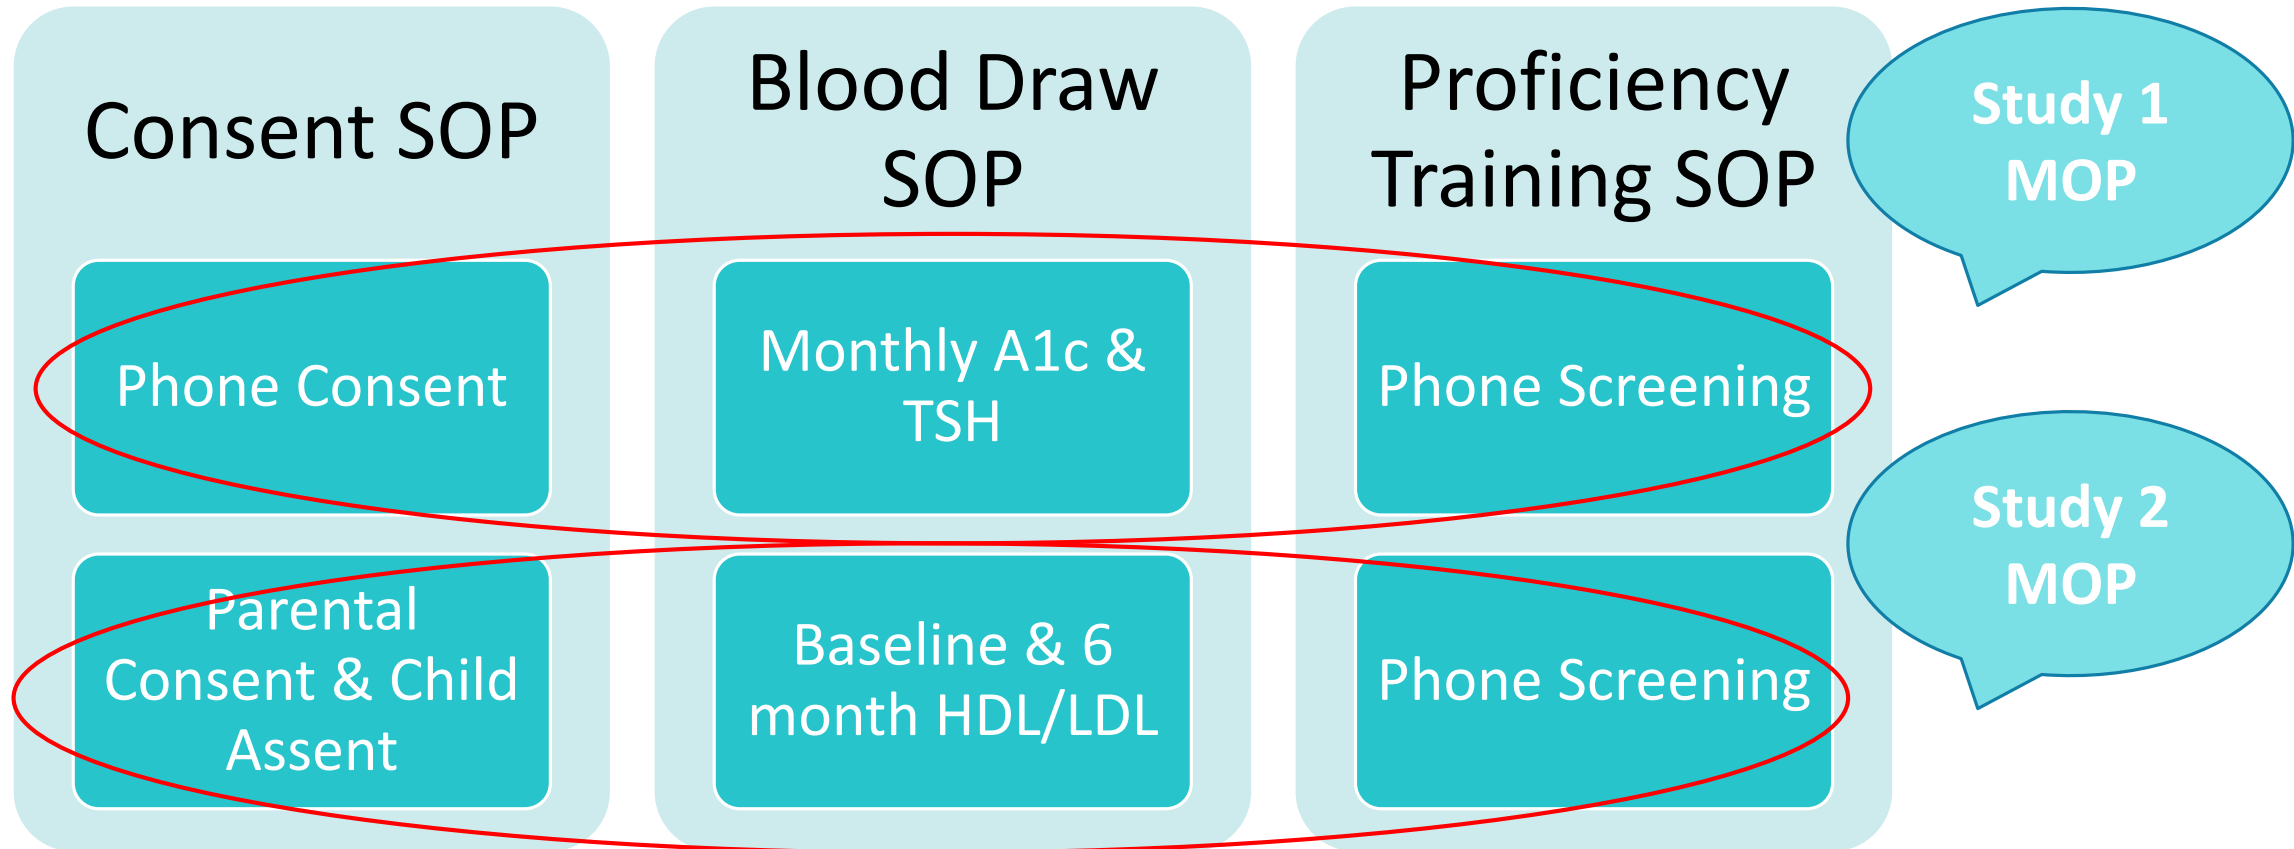 Consent SOP
Blood Draw
SOP
Proficiency
Training SOP
Study 1
MOP
Phone Consent
Monthly A1c &
TSH
Phone Screening
Study 2
MOP
Parental
Consent & Child
Assent
Baseline & 6
month HDL/LDL
Phone Screening